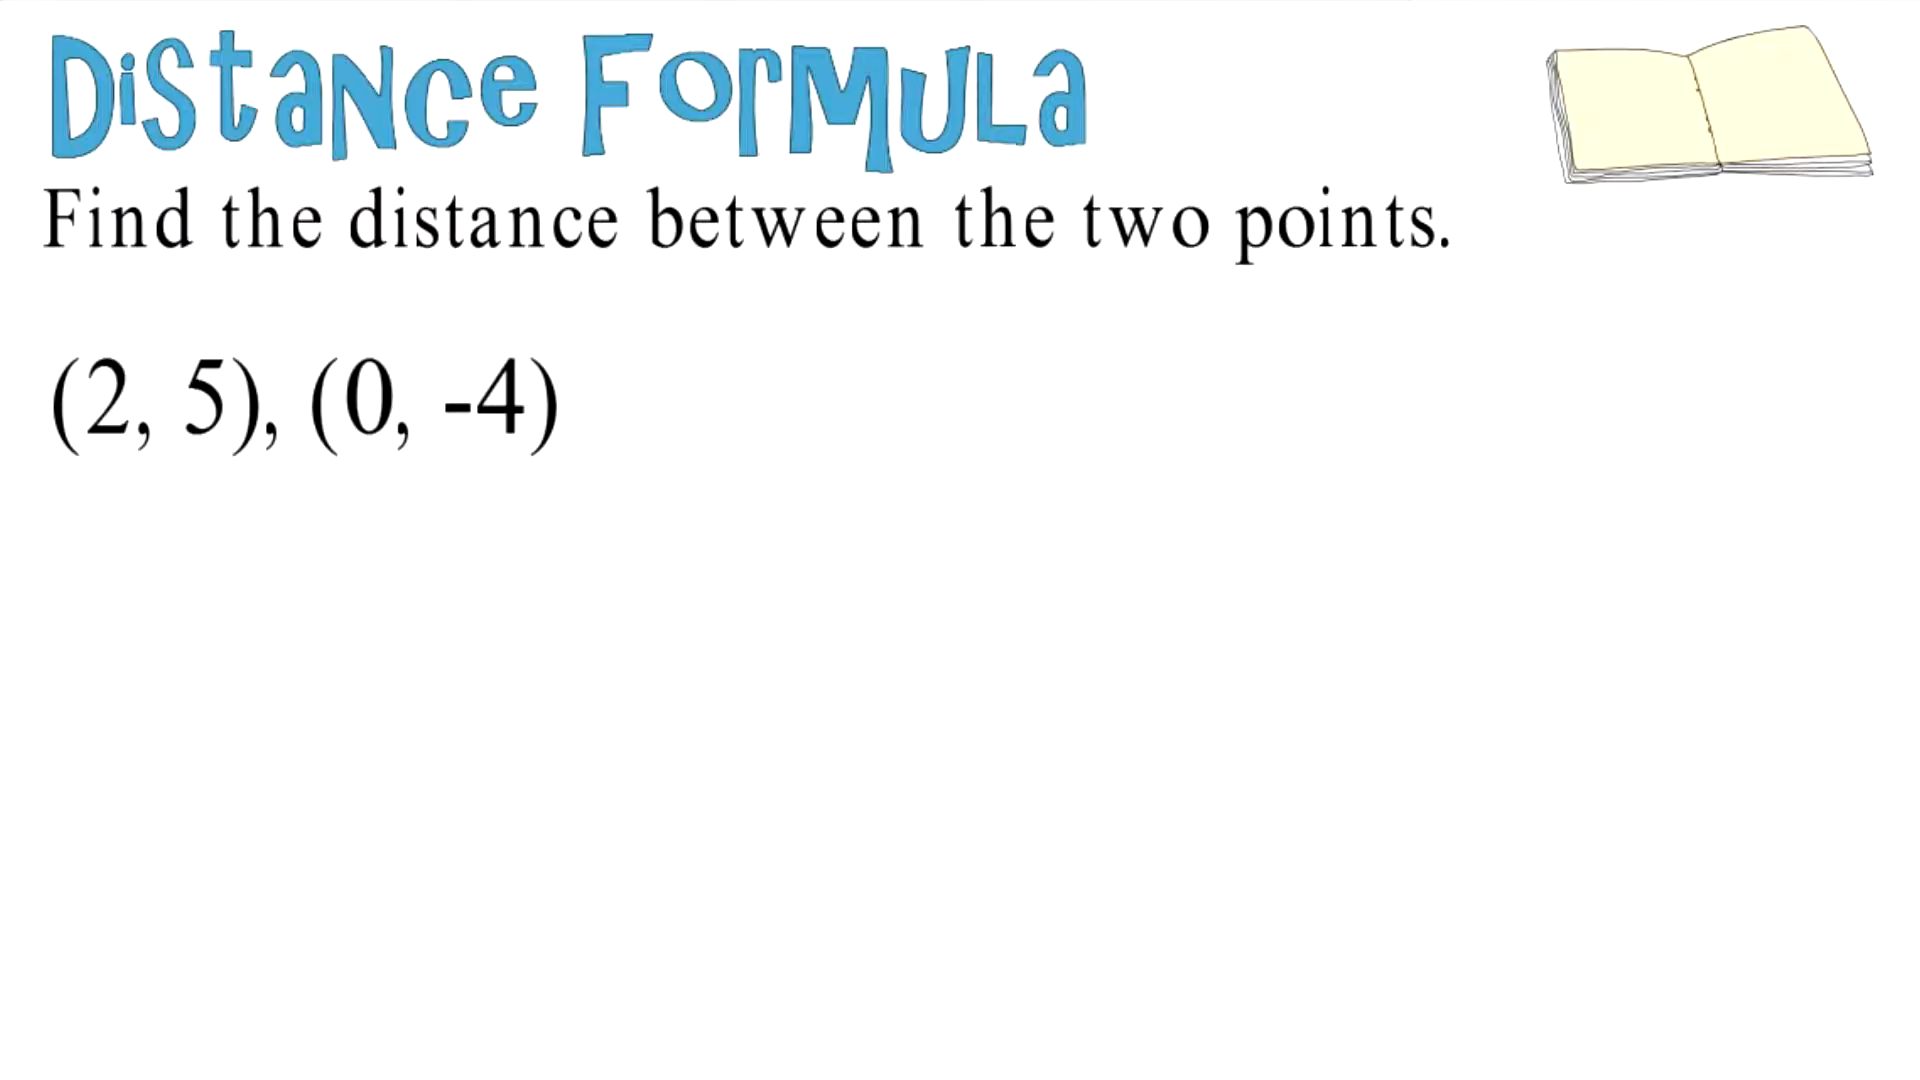 Distance Formula
Find the distance between the two points.
(2, 5), (0, -4)